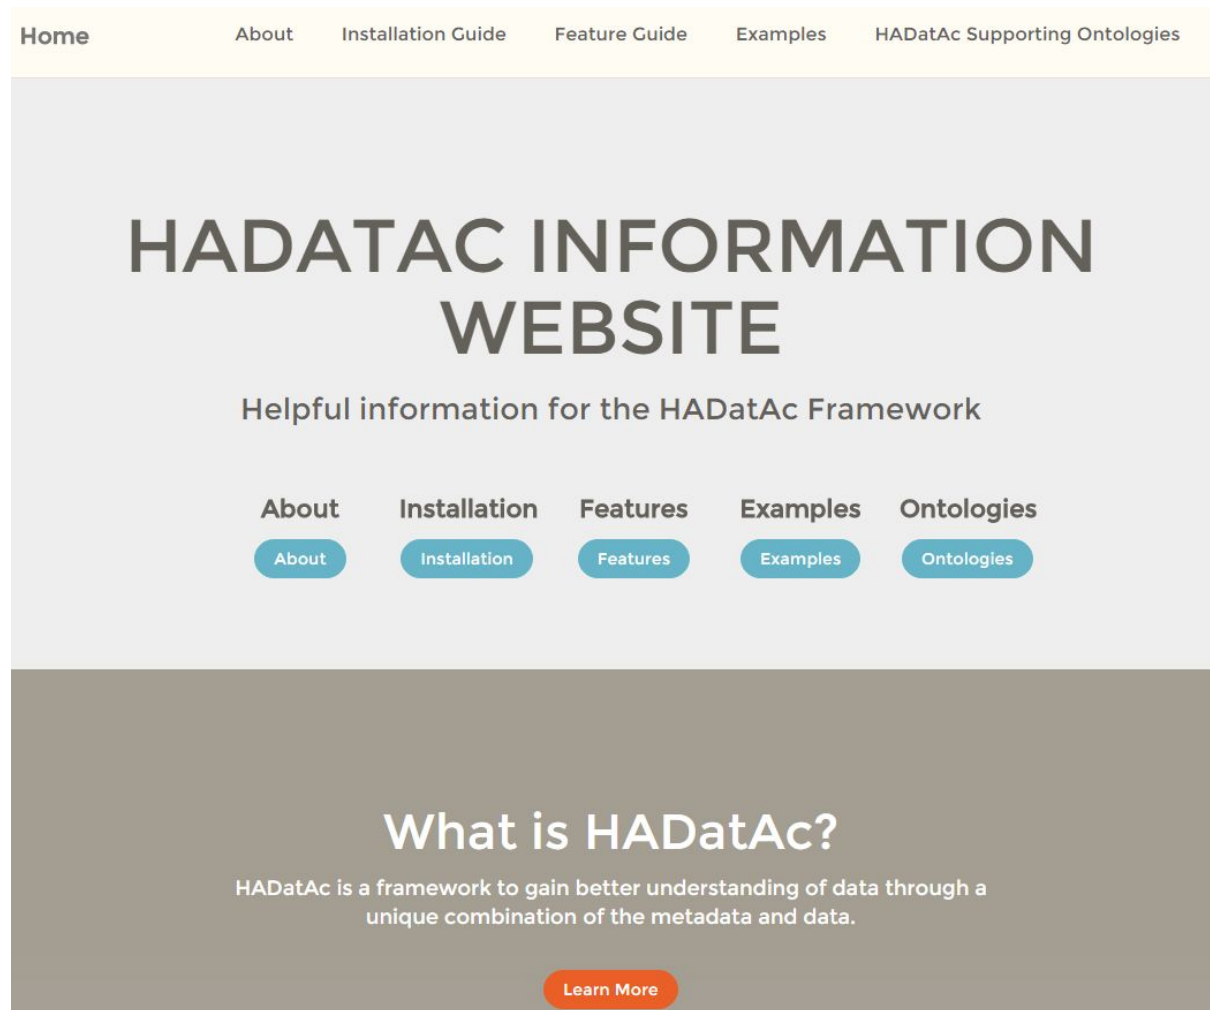 Home About Installation Guide Feature Guide Examples HADatAc Supporting Ontologies
HADATAC INFORMATION
WEBSITE
Helpful information for the HADatAc Framework
About Installation Features Examples Ontologies
About Installation Features Examples Ontologies
What is HADatAc?
HADatAc is a framework to gain better understanding of data through a
unique combination of the metadata and data.
Learn More